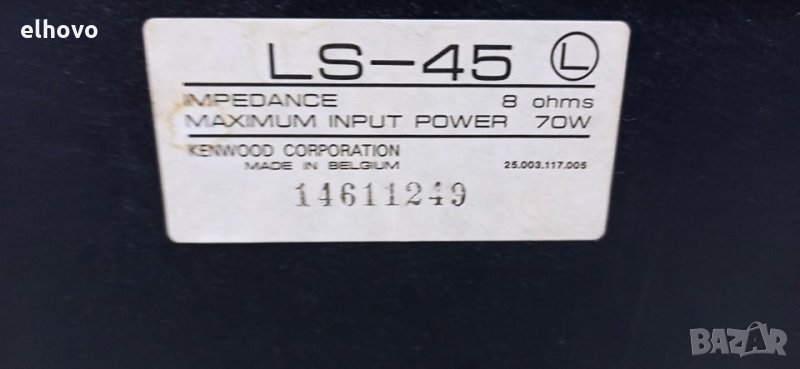 elhovo
LS-45 L
IMPEDANCE 8 ohms
MAXIMUM INPUT POWER 70W
KENWOOD CORPORATION
MADE IN BELGIUM 25.003.117.005
14611249
BAZAR